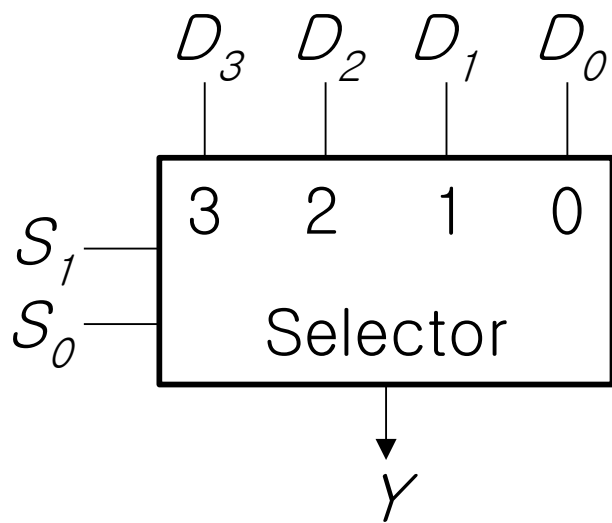 D₃ D₂ D₁ D₀
3 2 1 0
S₁
S₀
Selector
Y